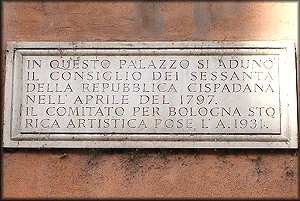 IN QUESTO PALAZZO SI ADUNÒ
IL CONSIGLIO DEI SESSANTA
DELLA REPUBBLICA CISPADANA
NELL'APRILE DEL 1797.
IL COMITATO PER BOLOGNA STO
RICA ARTISTICA POSE L'A. 1931.